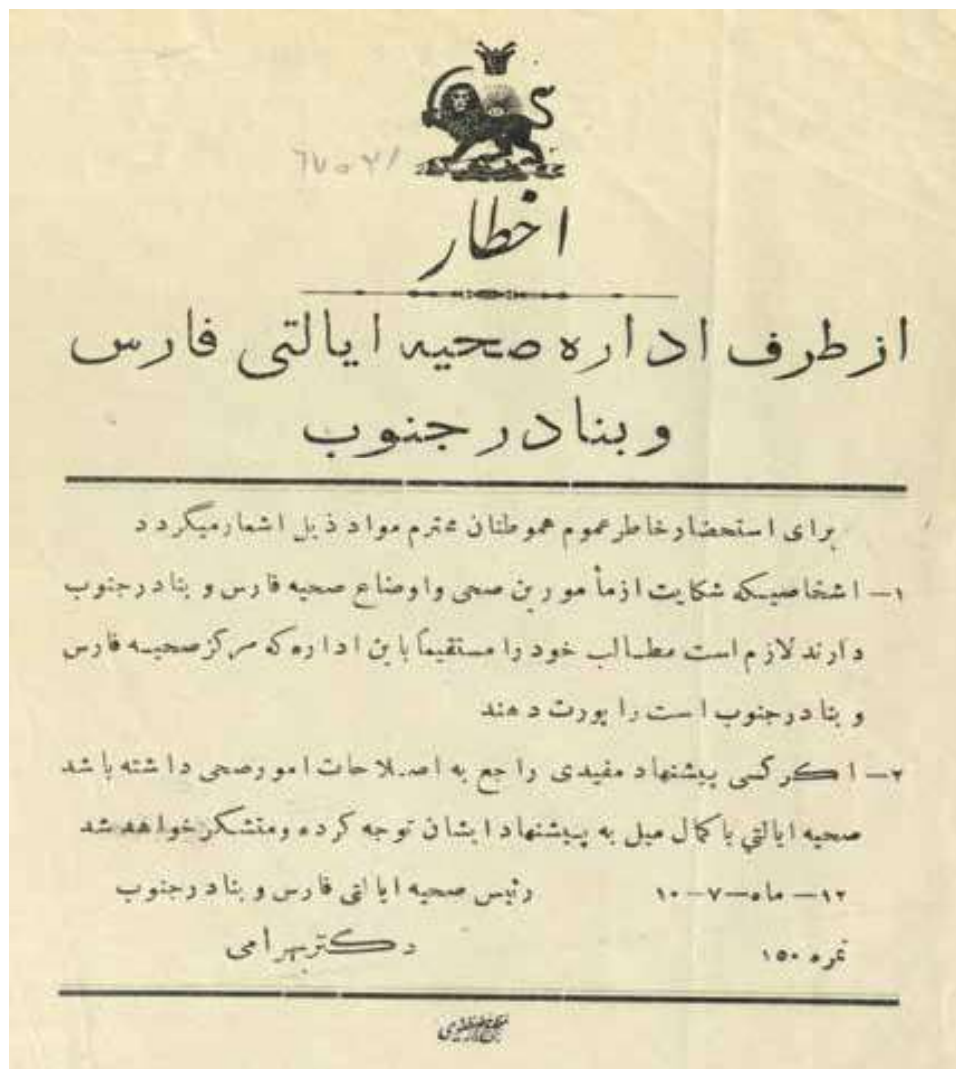 اخطار
از طرف اداره صحیه ایالتی فارس
و بنادر جنوب
برای استحضار خاطر عموم هموطنان محترم مواد ذیل اشعار میگردد
۱– اشخاصیکه شکایت از مأمورین صحی و اوضاع صحیه فارس و بنادر جنوب
دارند لازم است مطالب خود را مستقیماً باین اداره که مرکز صحیه فارس
و بنادر جنوب است راپورت دهند
۲– اگر کسی پیشنهاد مفیدی راجع به اصلاحات امور صحی داشته باشد
صحیه ایالتی با کمال میل به پیشنهاد ایشان توجه کرده و متشکر خواهد شد
۱۲– ماه–۷–۱۰ رئیس صحیه ایالتی فارس و بنادر جنوب
نمره ۱۵۰ دکتر بهرامی